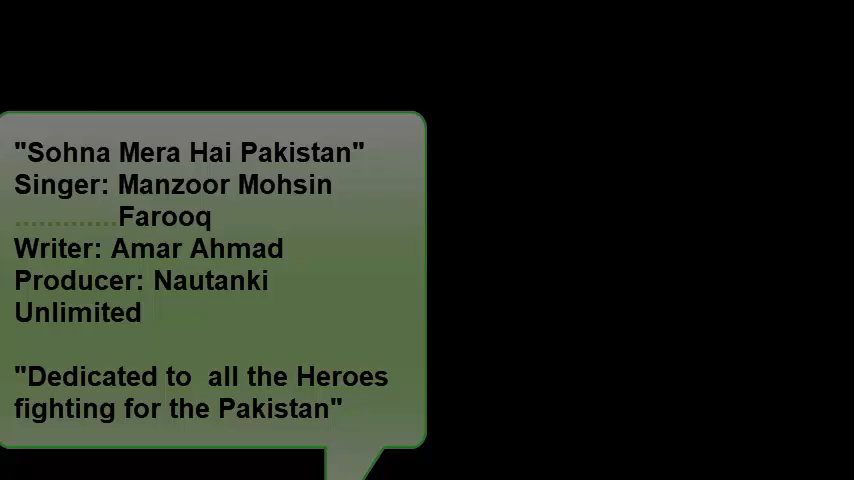 "Sohna Mera Hai Pakistan"
Singer: Manzoor Mohsin
.............Farooq
Writer: Amar Ahmad
Producer: Nautanki
Unlimited
"Dedicated to  all the Heroes
fighting for the Pakistan"